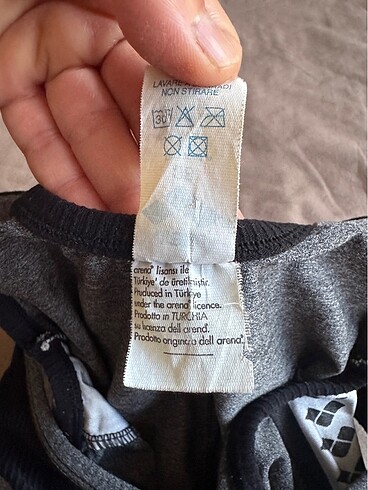 NON STIRARE
30°
arena® lisansı ile
Türkiye' de üretilmiştir.
Produced in Türkiye
under the arena® licence.
Prodotto in TURCHIA
su licenza dell arena®.
Prodotto originale dell arena®.